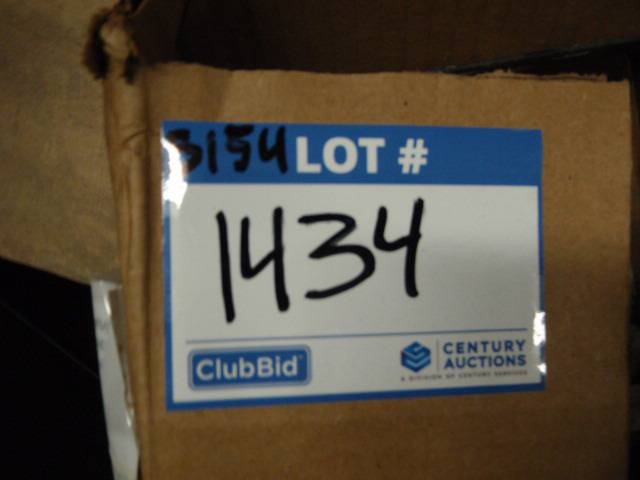 3154 LOT #
1434
ClubBid
CENTURY
AUCTIONS
A DIVISION OF CENTURY SERVICES